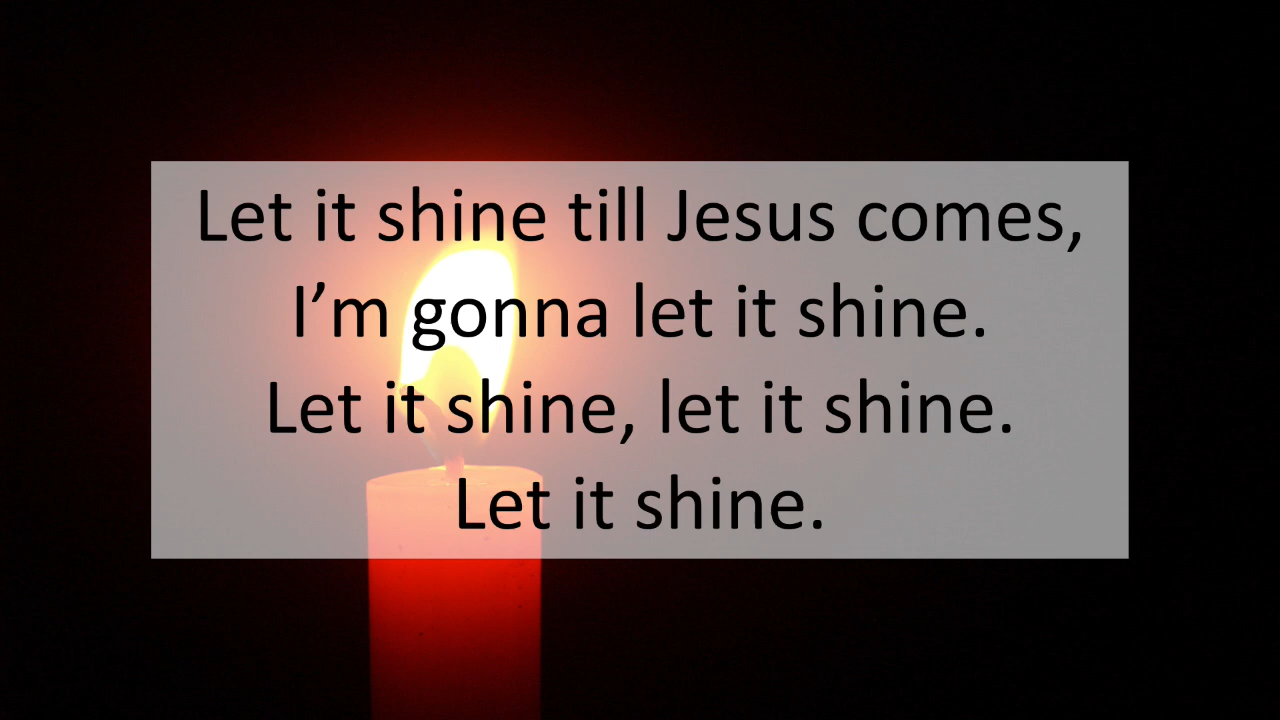 Let it shine till Jesus comes,
I’m gonna let it shine.
Let it shine, let it shine.
Let it shine.